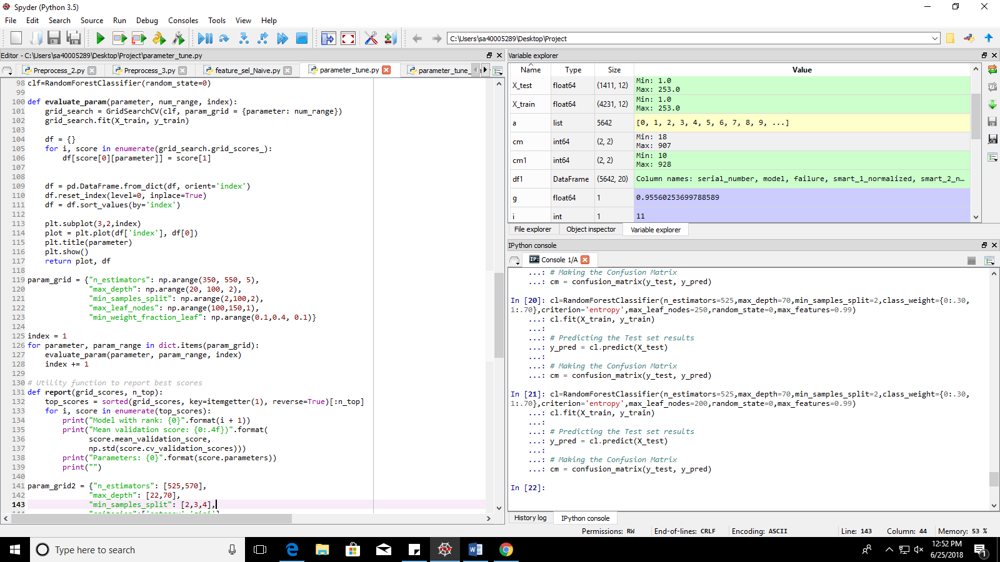 Spyder (Python 3.5)
File Edit Search Source Run Debug Consoles Tools View Help
C:\Users\sa40005289\Desktop\Project
Editor - C:\Users\sa40005289\Desktop\Project\parameter_tune.py
Preprocess_2.py Preprocess_3.py feature_sel_Naive.py parameter_tune.py parameter_tune_
98 clf=RandomForestClassifier(random_state=0)
99
100 def evaluate_param(parameter, num_range, index):
101 grid_search = GridSearchCV(clf, param_grid = {parameter: num_range})
102 grid_search.fit(X_train, y_train)
103
104 df = {}
105 for i, score in enumerate(grid_search.grid_scores_):
106 df[score[0][parameter]] = score[1]
107
108
109 df = pd.DataFrame.from_dict(df, orient='index')
110 df.reset_index(level=0, inplace=True)
111 df = df.sort_values(by='index')
112
113 plt.subplot(3,2,index)
114 plot = plt.plot(df['index'], df[0])
115 plt.title(parameter)
116 plt.show()
117 return plot, df
118
119 param_grid = {"n_estimators": np.arange(350, 550, 5),
120 "max_depth": np.arange(20, 100, 2),
121 "min_samples_split": np.arange(2,100,2),
122 "max_leaf_nodes": np.arange(100,150,1),
123 "min_weight_fraction_leaf": np.arange(0.1,0.4, 0.1)}
124
125 index = 1
126 for parameter, param_range in dict.items(param_grid):
127 evaluate_param(parameter, param_range, index)
128 index += 1
129
130 # Utility function to report best scores
131 def report(grid_scores, n_top):
132 top_scores = sorted(grid_scores, key=itemgetter(1), reverse=True)[:n_top]
133 for i, score in enumerate(top_scores):
134 print("Model with rank: {0}".format(i + 1))
135 print("Mean validation score: {0:.4f})".format(
136 score.mean_validation_score,
137 np.std(score.cv_validation_scores)))
138 print("Parameters: {0}".format(score.parameters))
139 print("")
140
141 param_grid2 = {"n_estimators": [525,570],
142 "max_depth": [22,70],
143 "min_samples_split": [2,3,4],
Variable explorer
Name Type Size Value
X_test float64 (1411, 12) Min: 1.0
Max: 253.0
X_train float64 (4231, 12) Min: 1.0
Max: 253.0
a list 5642 [0, 1, 2, 3, 4, 5, 6, 7, 8, 9, ...]
cm int64 (2, 2) Min: 18
Max: 907
cm1 int64 (2, 2) Min: 10
Max: 928
df1 DataFrame (5642, 20) Column names: serial_number, model, failure, smart_1_normalized, smart_2_n...
g float64 1 0.95560253699788589
i int 1 11
File explorer Object inspector Variable explorer
IPython console
IP: Console 1/A
...: # Making the Confusion Matrix
...: cm = confusion_matrix(y_test, y_pred)
In [20]: cl=RandomForestClassifier(n_estimators=525,max_depth=70,min_samples_split=2,class_weight={0:.30,
1:.70},criterion='entropy',max_leaf_nodes=250,random_state=0,max_features=0.99)
...: cl.fit(X_train, y_train)
...:
...: # Predicting the Test set results
...: y_pred = cl.predict(X_test)
...:
...: # Making the Confusion Matrix
...: cm = confusion_matrix(y_test, y_pred)
In [21]: cl=RandomForestClassifier(n_estimators=525,max_depth=70,min_samples_split=2,class_weight={0:.30,
1:.70},criterion='entropy',max_leaf_nodes=200,random_state=0,max_features=0.99)
...: cl.fit(X_train, y_train)
...:
...: # Predicting the Test set results
...: y_pred = cl.predict(X_test)
...:
...: # Making the Confusion Matrix
...: cm = confusion_matrix(y_test, y_pred)
In [22]:
History log IPython console
Permissions: RW End-of-lines: CRLF Encoding: ASCII Line: 143 Column: 44 Memory: 53 %
Type here to search
12:52 PM
6/25/2018
1